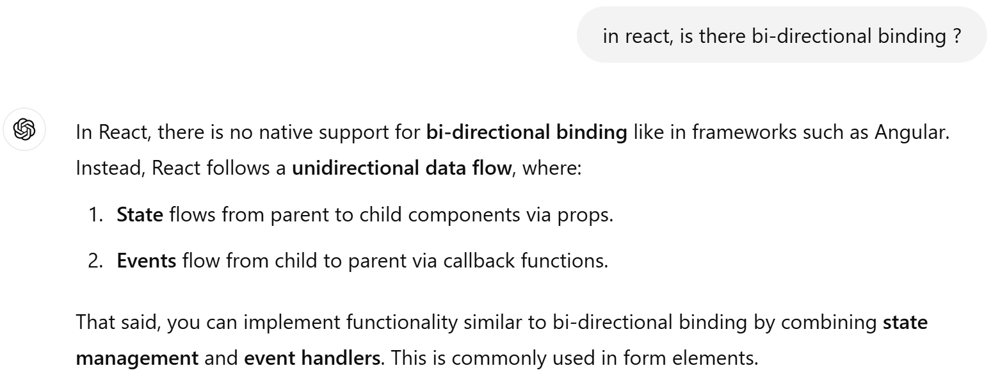 in react, is there bi-directional binding ?
In React, there is no native support for bi-directional binding like in frameworks such as Angular.
Instead, React follows a unidirectional data flow, where:
1. State flows from parent to child components via props.
2. Events flow from child to parent via callback functions.
That said, you can implement functionality similar to bi-directional binding by combining state
management and event handlers. This is commonly used in form elements.